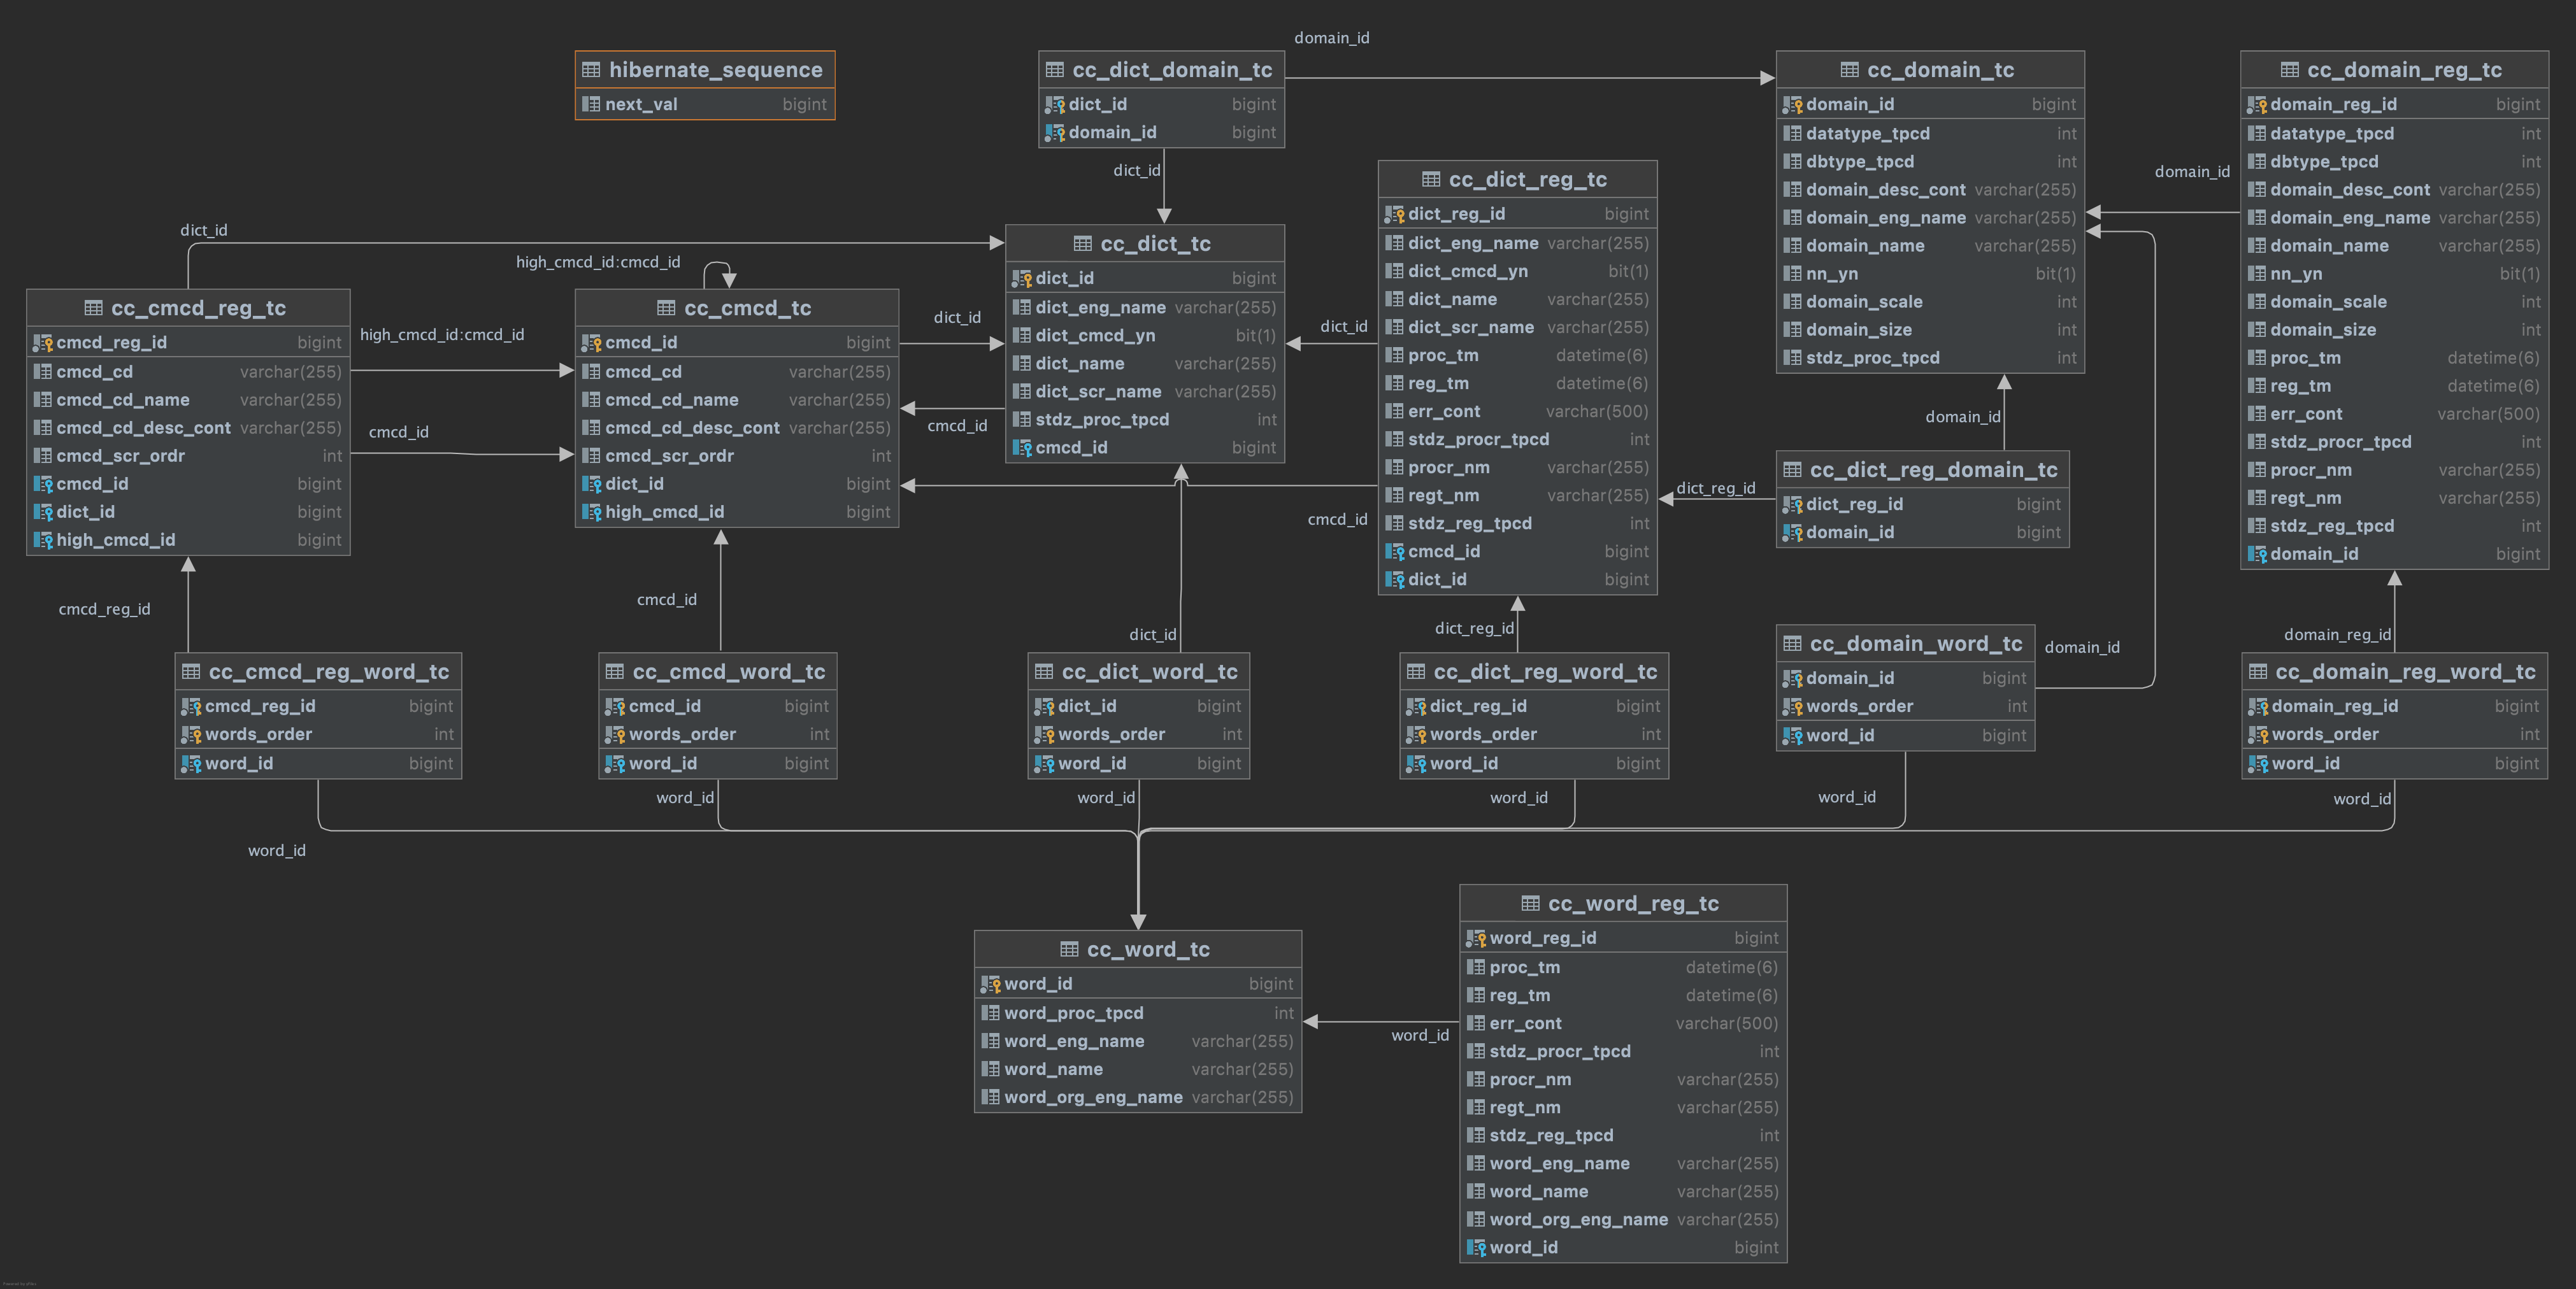 hibernate_sequence
next_val bigint
cc_dict_domain_tc
dict_id bigint
domain_id bigint
domain_id
dict_id
cc_domain_tc
domain_id bigint
datatype_tpcd int
dbtype_tpcd int
domain_desc_cont varchar(255)
domain_eng_name varchar(255)
domain_name varchar(255)
nn_yn bit(1)
domain_scale int
domain_size int
stdz_proc_tpcd int
cc_domain_reg_tc
domain_reg_id bigint
datatype_tpcd int
dbtype_tpcd int
domain_desc_cont varchar(255)
domain_eng_name varchar(255)
domain_name varchar(255)
nn_yn bit(1)
domain_scale int
domain_size int
proc_tm datetime(6)
reg_tm datetime(6)
err_cont varchar(500)
stdz_procr_tpcd int
procr_nm varchar(255)
regt_nm varchar(255)
stdz_reg_tpcd int
domain_id bigint
domain_id
cc_dict_reg_tc
dict_reg_id bigint
dict_eng_name varchar(255)
dict_cmcd_yn bit(1)
dict_name varchar(255)
dict_scr_name varchar(255)
proc_tm datetime(6)
reg_tm datetime(6)
err_cont varchar(500)
stdz_procr_tpcd int
procr_nm varchar(255)
regt_nm varchar(255)
stdz_reg_tpcd int
cmcd_id bigint
dict_id bigint
dict_id
cc_dict_tc
dict_id bigint
dict_eng_name varchar(255)
dict_cmcd_yn bit(1)
dict_name varchar(255)
dict_scr_name varchar(255)
stdz_proc_tpcd int
cmcd_id bigint
dict_id
high_cmcd_id:cmcd_id
cc_cmcd_reg_tc
cmcd_reg_id bigint
cmcd_cd varchar(255)
cmcd_cd_name varchar(255)
cmcd_cd_desc_cont varchar(255)
cmcd_scr_ordr int
cmcd_id bigint
dict_id bigint
high_cmcd_id bigint
high_cmcd_id:cmcd_id
cmcd_id
cc_cmcd_tc
cmcd_id bigint
cmcd_cd varchar(255)
cmcd_cd_name varchar(255)
cmcd_cd_desc_cont varchar(255)
cmcd_scr_ordr int
dict_id bigint
high_cmcd_id bigint
dict_id
cmcd_id
cmcd_id
domain_id
cc_dict_reg_domain_tc
dict_reg_id bigint
domain_id bigint
dict_reg_id
cmcd_reg_id
cmcd_id
dict_id
dict_reg_id
domain_id
domain_reg_id
cc_cmcd_reg_word_tc
cmcd_reg_id bigint
words_order int
word_id bigint
cc_cmcd_word_tc
cmcd_id bigint
words_order int
word_id bigint
cc_dict_word_tc
dict_id bigint
words_order int
word_id bigint
cc_dict_reg_word_tc
dict_reg_id bigint
words_order int
word_id bigint
cc_domain_word_tc
domain_id bigint
words_order int
word_id bigint
cc_domain_reg_word_tc
domain_reg_id bigint
words_order int
word_id bigint
word_id
word_id
word_id
word_id
word_id
word_id
cc_word_tc
word_id bigint
word_proc_tpcd int
word_eng_name varchar(255)
word_name varchar(255)
word_org_eng_name varchar(255)
word_id
cc_word_reg_tc
word_reg_id bigint
proc_tm datetime(6)
reg_tm datetime(6)
err_cont varchar(500)
stdz_procr_tpcd int
procr_nm varchar(255)
regt_nm varchar(255)
stdz_reg_tpcd int
word_eng_name varchar(255)
word_name varchar(255)
word_org_eng_name varchar(255)
word_id bigint